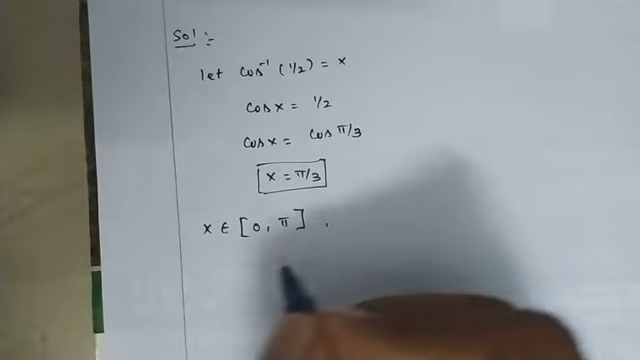 Sol :-
let cos⁻¹(1/2) = x
cos x = 1/2
cos x = cos π/3
x = π/3
x ∈ [0, π] .